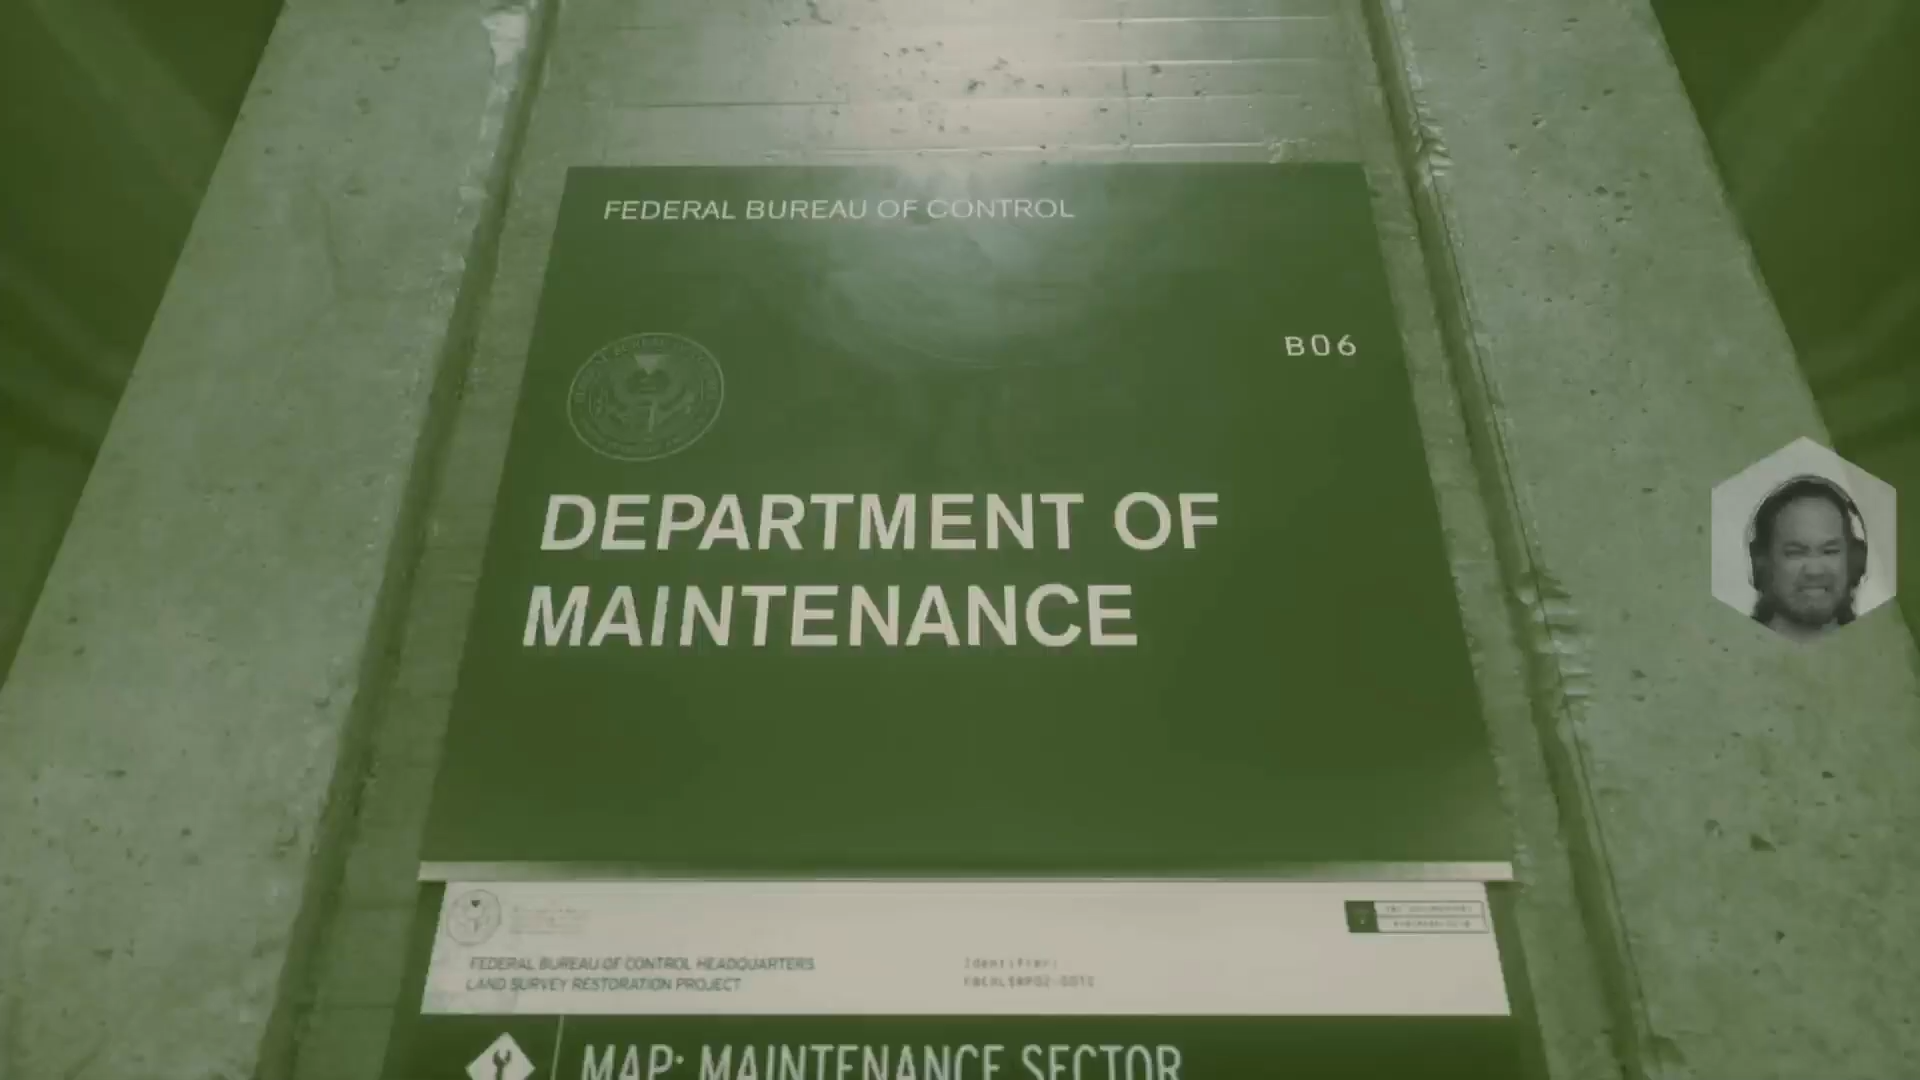 FEDERAL BUREAU OF CONTROL
B06
DEPARTMENT OF
MAINTENANCE
FEDERAL BUREAU OF CONTROL HEADQUARTERS
LAND SURVEY RESTORATION PROJECT
Identifier:
MAP: MAINTENANCE SECTOR